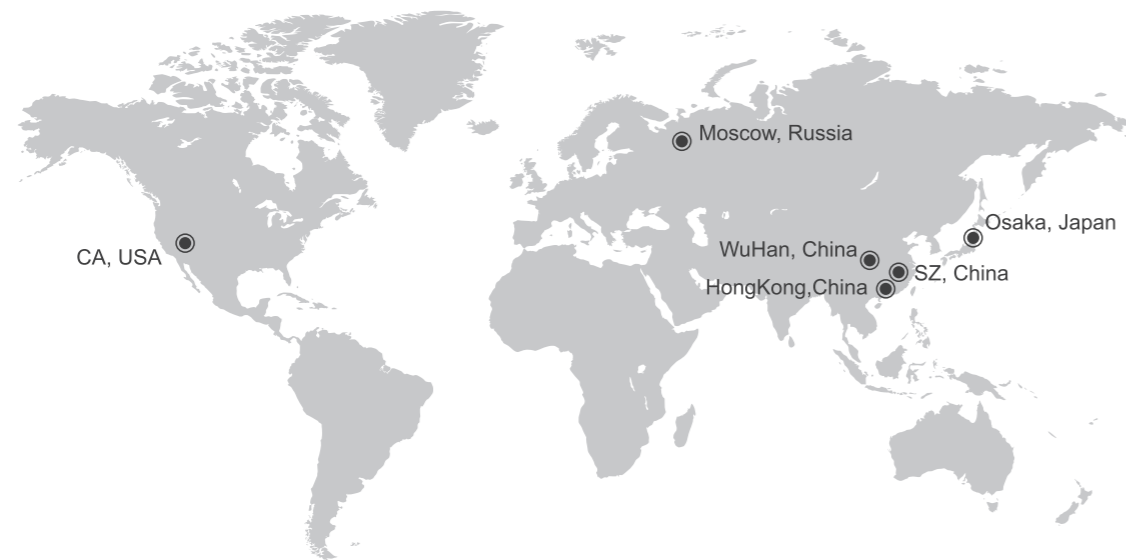 Moscow, Russia
Osaka, Japan
CA, USA
WuHan, China
SZ, China
HongKong,China